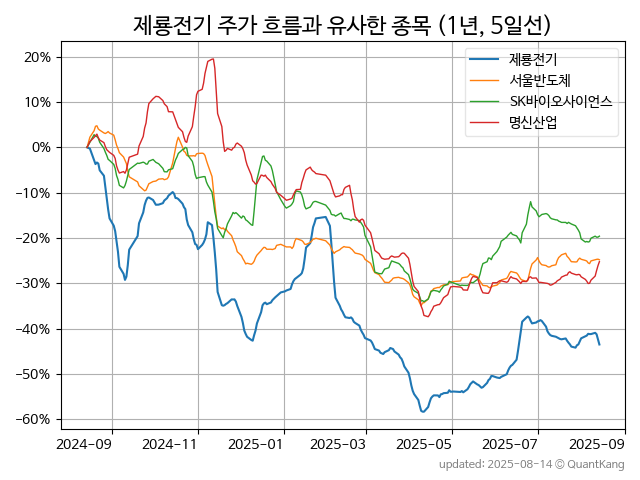 제룡전기 주가 흐름과 유사한 종목 (1년, 5일선)
제룡전기
서울반도체
SK바이오사이언스
명신산업
20%
10%
0%
−10%
−20%
−30%
−40%
−50%
−60%
2024-09 2024-11 2025-01 2025-03 2025-05 2025-07 2025-09
updated: 2025-08-14 © QuantKang